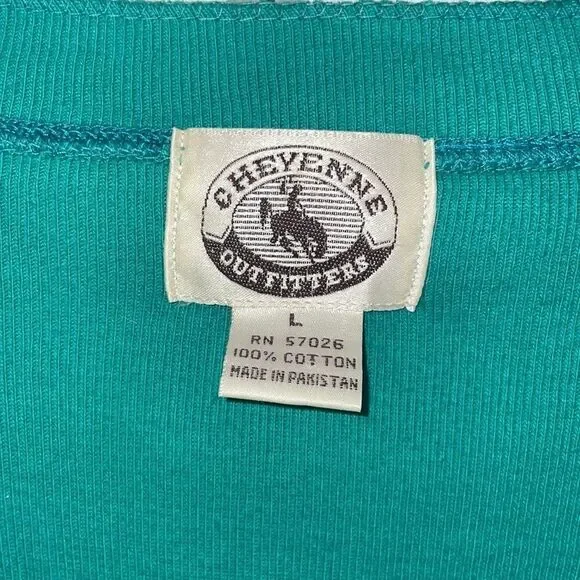 CHEYENNE
OUTFITTERS
L
RN 57026
100% COTTON
MADE IN PAKISTAN